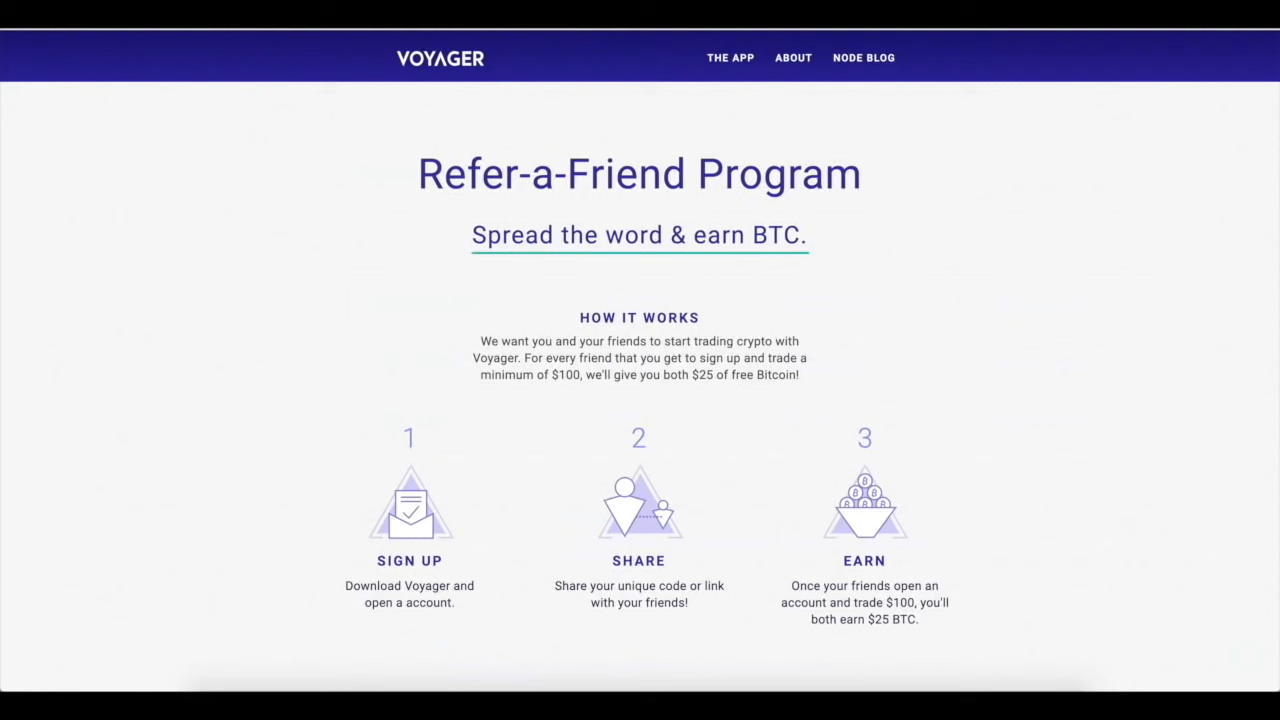 VOYAGER
THE APP ABOUT NODE BLOG
Refer-a-Friend Program
Spread the word & earn BTC.
HOW IT WORKS
We want you and your friends to start trading crypto with
Voyager. For every friend that you get to sign up and trade a
minimum of $100, we'll give you both $25 of free Bitcoin!
1
SIGN UP
Download Voyager and
open a account.
2
SHARE
Share your unique code or link
with your friends!
3
EARN
Once your friends open an
account and trade $100, you'll
both earn $25 BTC.